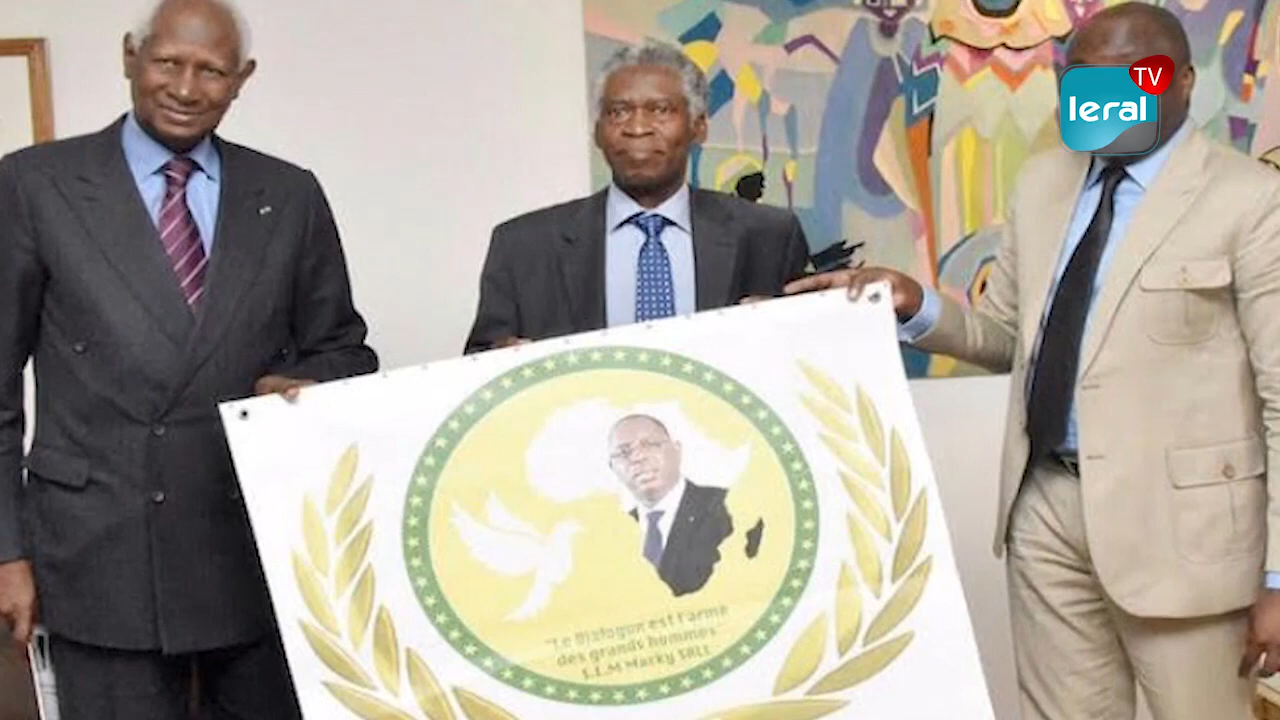 TV
leral
"Le Dialogue est l'arme
des grands hommes"
S.E.M Macky SALL